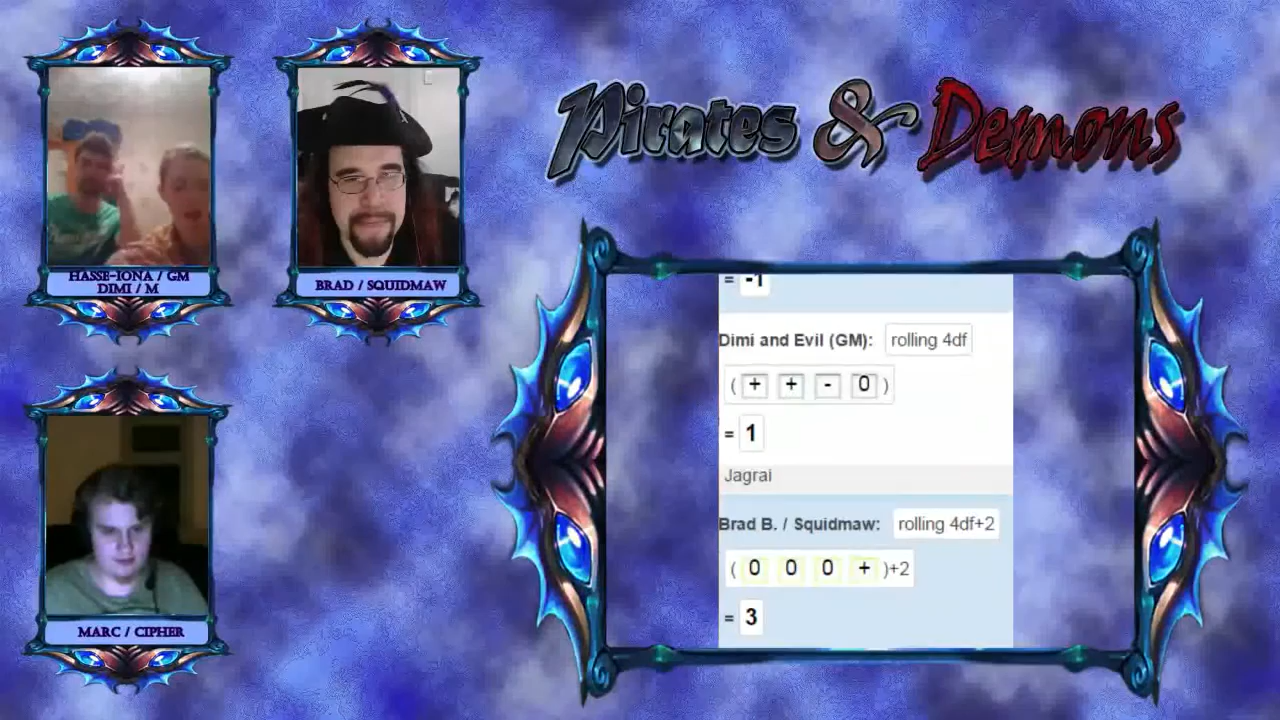 Pirates & Demons
HASSE-IONA / GM
DIMI / M
BRAD / SQUIDMAW
MARC / CIPHER
= -1
Dimi and Evil (GM): rolling 4df
( + + - 0 )
= 1
Jagrai
Brad B. / Squidmaw: rolling 4df+2
( 0 0 0 + )+2
= 3